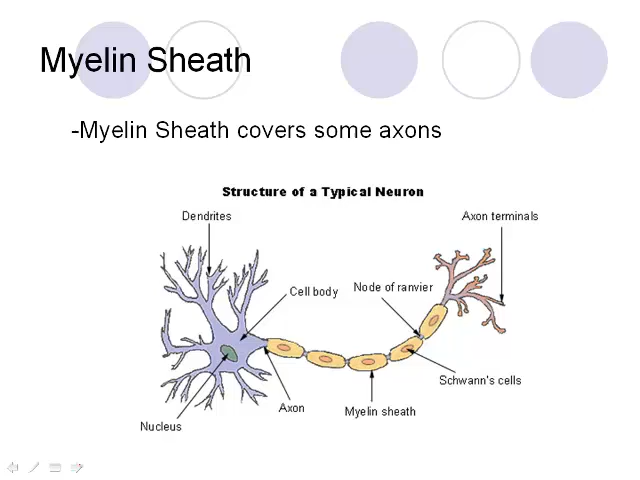 Myelin Sheath
-Myelin Sheath covers some axons
Structure of a Typical Neuron
Dendrites
Axon terminals
Cell body
Node of ranvier
Schwann's cells
Axon
Myelin sheath
Nucleus